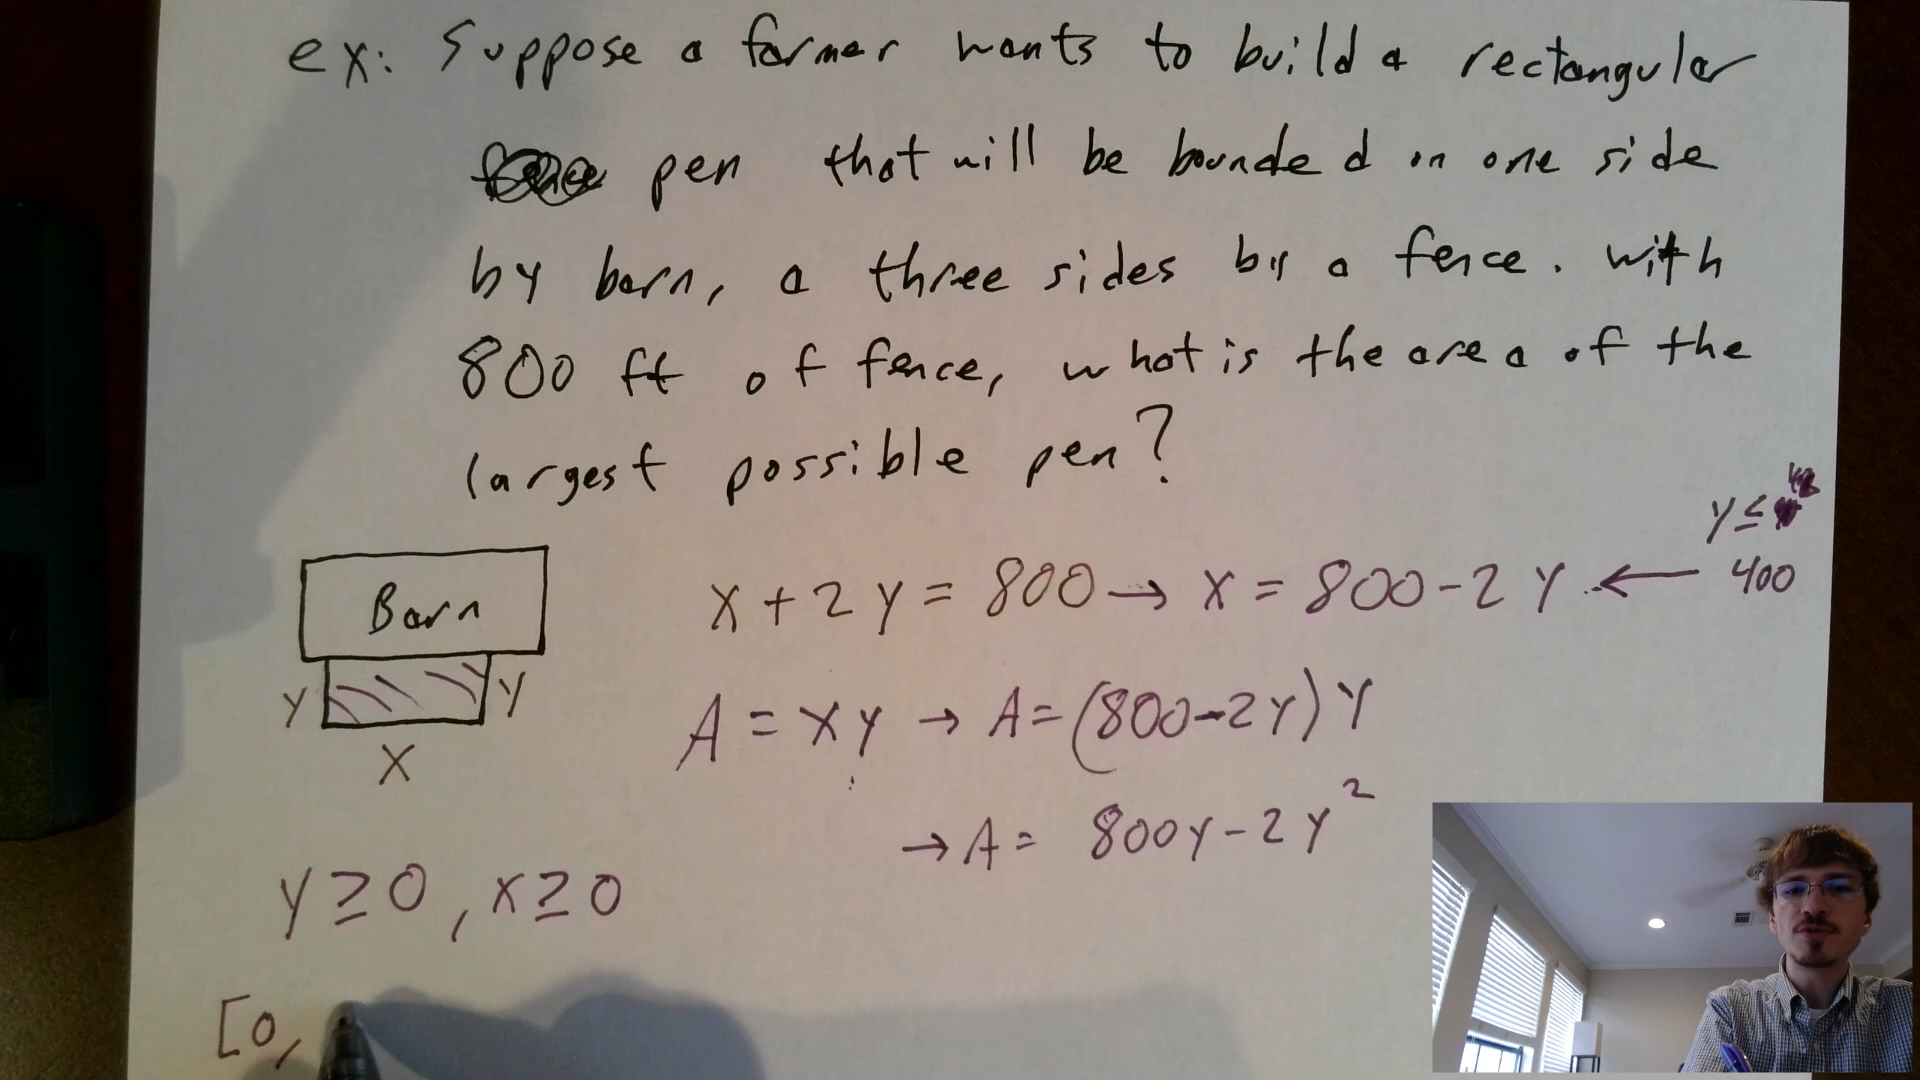 ex: Suppose a farmer wants to build a rectangular
pen that will be bounded on one side
by barn, a three sides by a fence. With
800 ft of fence, what is the area of the
largest possible pen?
y ≤
400
Barn
x + 2y = 800 → x = 800 - 2y ←
y y
x
A = xy → A = (800 - 2y) y
→ A = 800y - 2y²
y ≥ 0, x ≥ 0
[0,